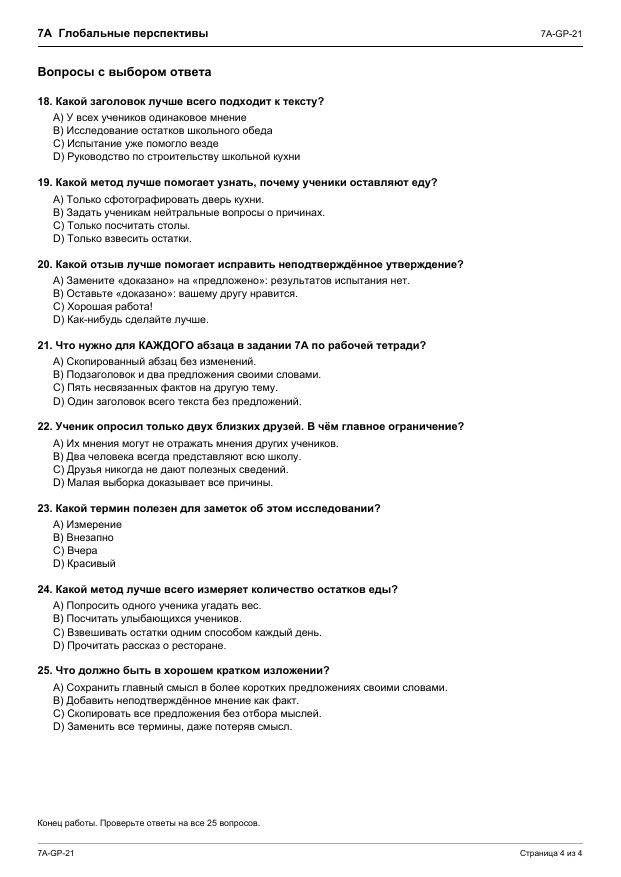 7А Глобальные перспективы
7A-GP-21
Вопросы с выбором ответа
18. Какой заголовок лучше всего подходит к тексту?
A) У всех учеников одинаковое мнение
B) Исследование остатков школьного обеда
C) Испытание уже помогло везде
D) Руководство по строительству школьной кухни
19. Какой метод лучше помогает узнать, почему ученики оставляют еду?
A) Только сфотографировать дверь кухни.
B) Задать ученикам нейтральные вопросы о причинах.
C) Только посчитать столы.
D) Только взвесить остатки.
20. Какой отзыв лучше помогает исправить неподтверждённое утверждение?
A) Замените «доказано» на «предложено»: результатов испытания нет.
B) Оставьте «доказано»: вашему другу нравится.
C) Хорошая работа!
D) Как-нибудь сделайте лучше.
21. Что нужно для КАЖДОГО абзаца в задании 7А по рабочей тетради?
A) Скопированный абзац без изменений.
B) Подзаголовок и два предложения своими словами.
C) Пять несвязанных фактов на другую тему.
D) Один заголовок всего текста без предложений.
22. Ученик опросил только двух близких друзей. В чём главное ограничение?
A) Их мнения могут не отражать мнения других учеников.
B) Два человека всегда представляют всю школу.
C) Друзья никогда не дают полезных сведений.
D) Малая выборка доказывает все причины.
23. Какой термин полезен для заметок об этом исследовании?
A) Измерение
B) Внезапно
C) Вчера
D) Красивый
24. Какой метод лучше всего измеряет количество остатков еды?
A) Попросить одного ученика угадать вес.
B) Посчитать улыбающихся учеников.
C) Взвешивать остатки одним способом каждый день.
D) Прочитать рассказ о ресторане.
25. Что должно быть в хорошем кратком изложении?
A) Сохранить главный смысл в более коротких предложениях своими словами.
B) Добавить неподтверждённое мнение как факт.
C) Скопировать все предложения без отбора мыслей.
D) Заменить все термины, даже потеряв смысл.
Конец работы. Проверьте ответы на все 25 вопросов.
7A-GP-21
Страница 4 из 4